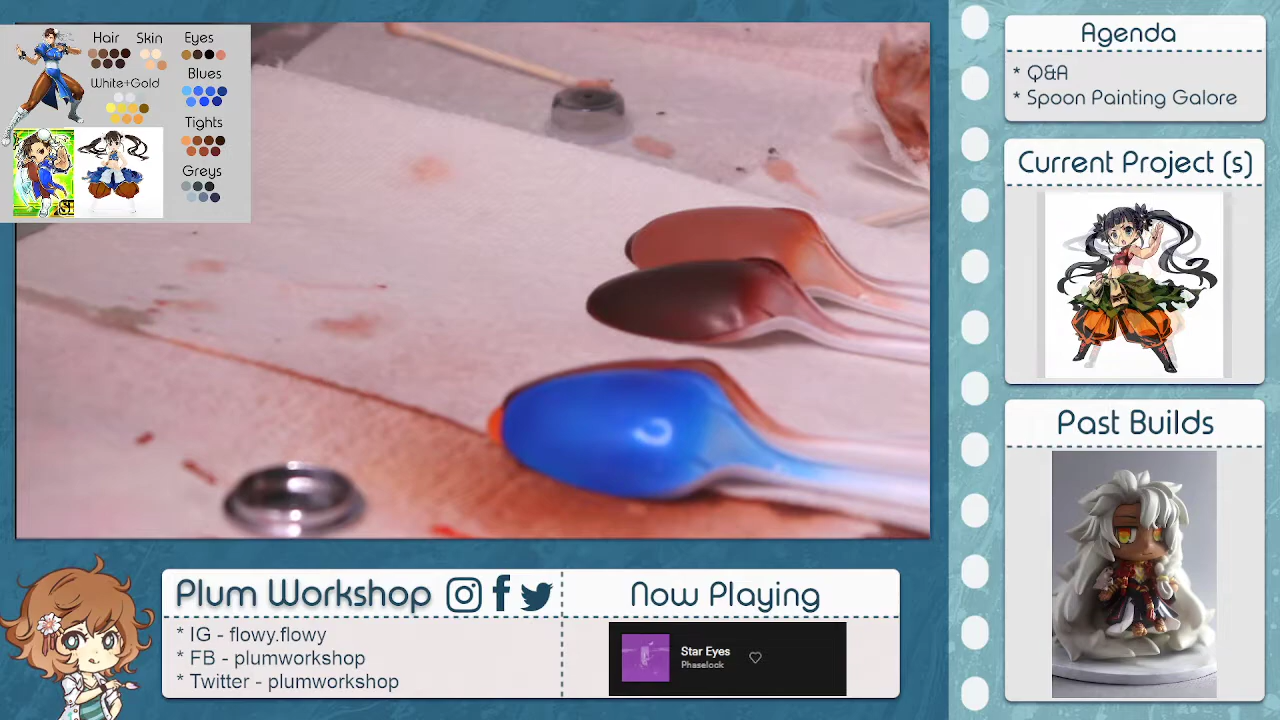 Hair Skin Eyes
White+Gold
Blues
Tights
Greys
Agenda
* Q&A
* Spoon Painting Galore
Current Project (s)
Past Builds
Plum Workshop
* IG - flowy.flowy
* FB - plumworkshop
* Twitter - plumworkshop
Now Playing
Star Eyes
Phaselock